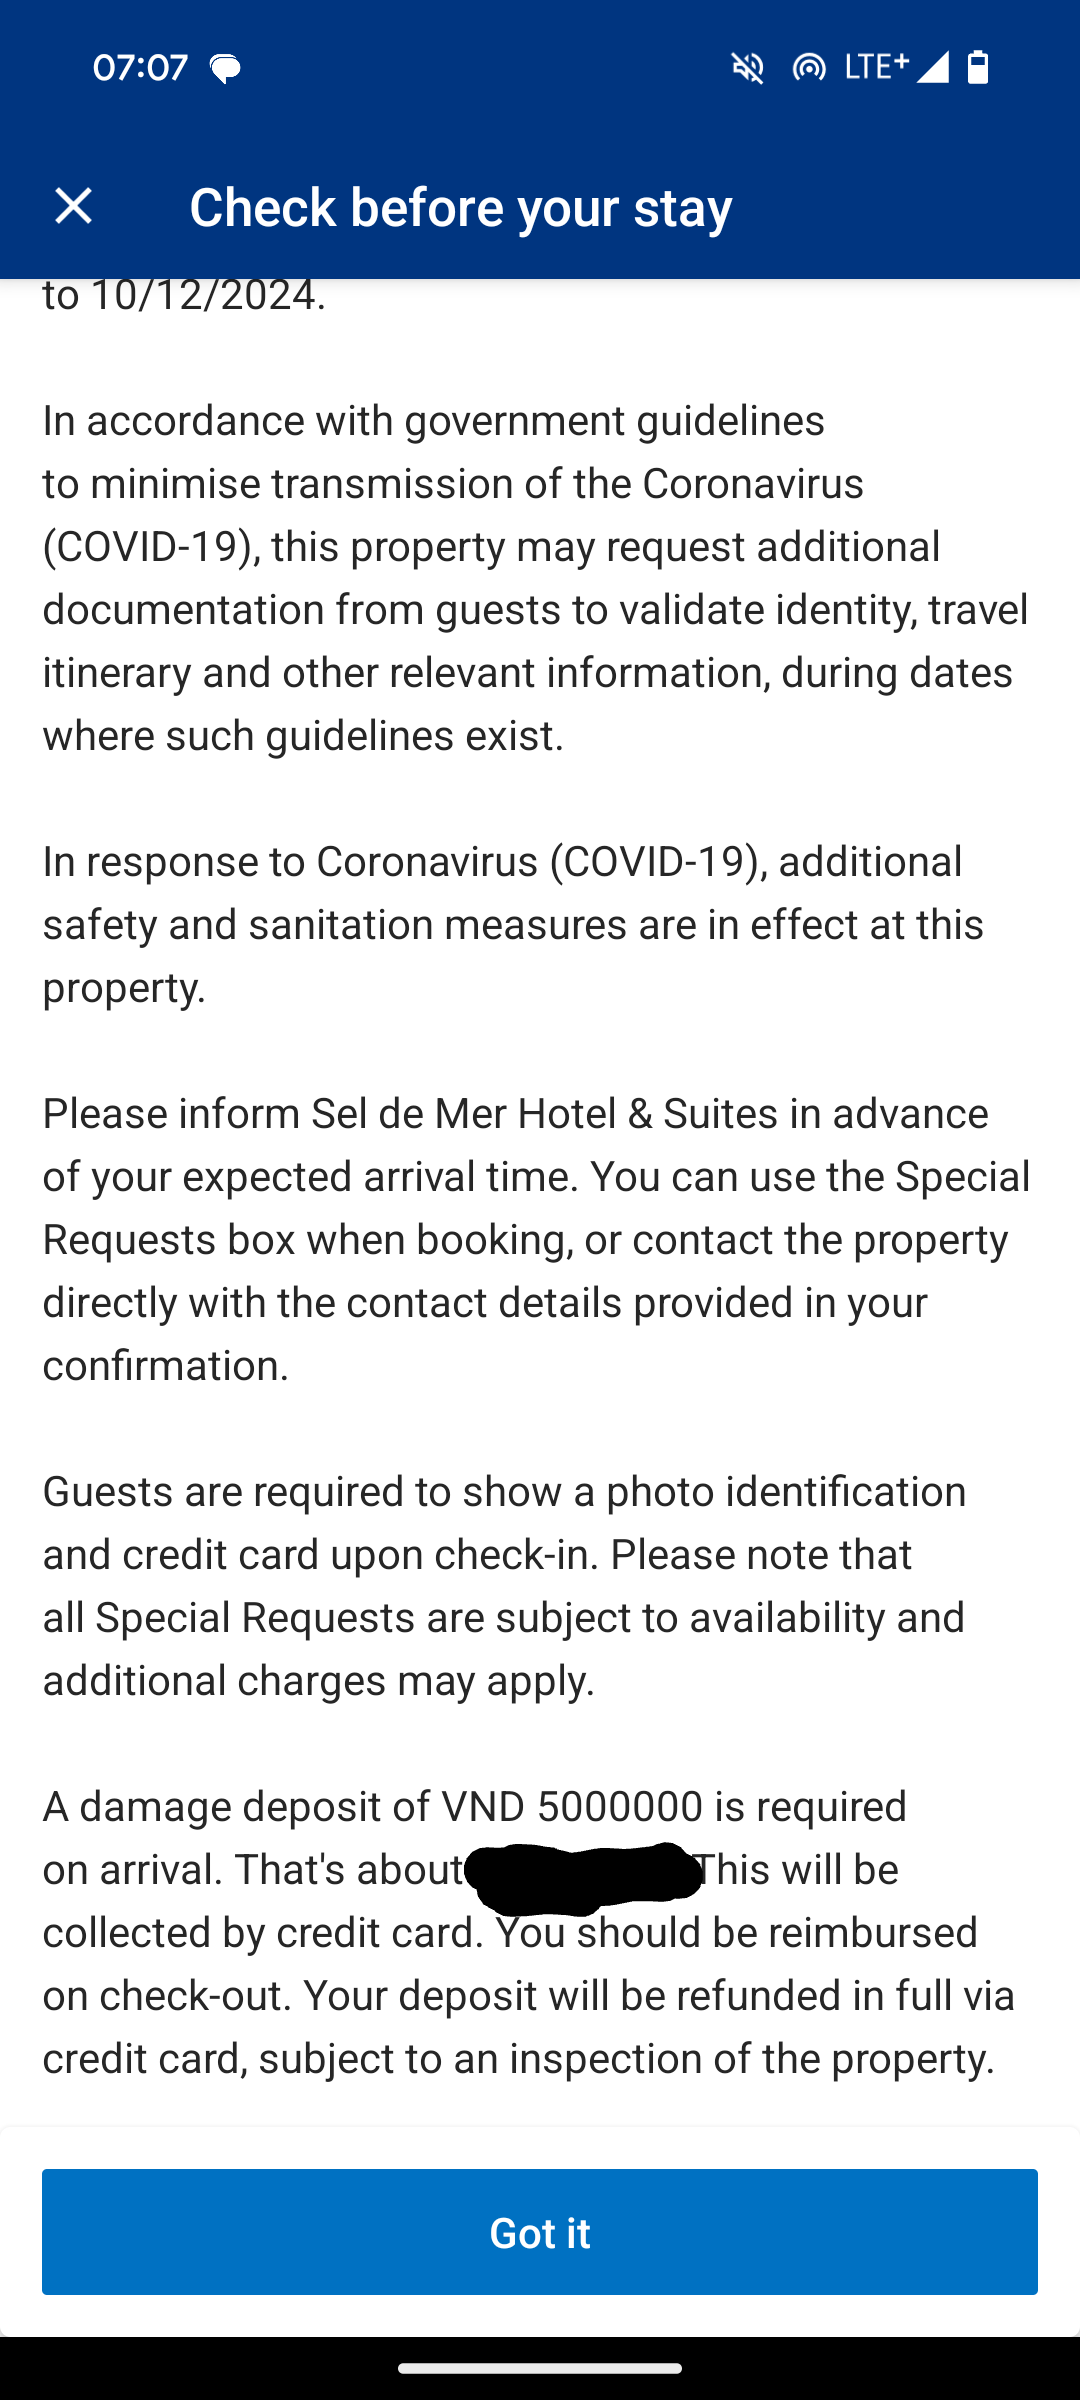 07:07
LTE+
Check before your stay
to 10/12/2024.
In accordance with government guidelines
to minimise transmission of the Coronavirus
(COVID-19), this property may request additional
documentation from guests to validate identity, travel
itinerary and other relevant information, during dates
where such guidelines exist.
In response to Coronavirus (COVID-19), additional
safety and sanitation measures are in effect at this
property.
Please inform Sel de Mer Hotel & Suites in advance
of your expected arrival time. You can use the Special
Requests box when booking, or contact the property
directly with the contact details provided in your
confirmation.
Guests are required to show a photo identification
and credit card upon check-in. Please note that
all Special Requests are subject to availability and
additional charges may apply.
A damage deposit of VND 5000000 is required
on arrival. That's about This will be
collected by credit card. You should be reimbursed
on check-out. Your deposit will be refunded in full via
credit card, subject to an inspection of the property.
Got it